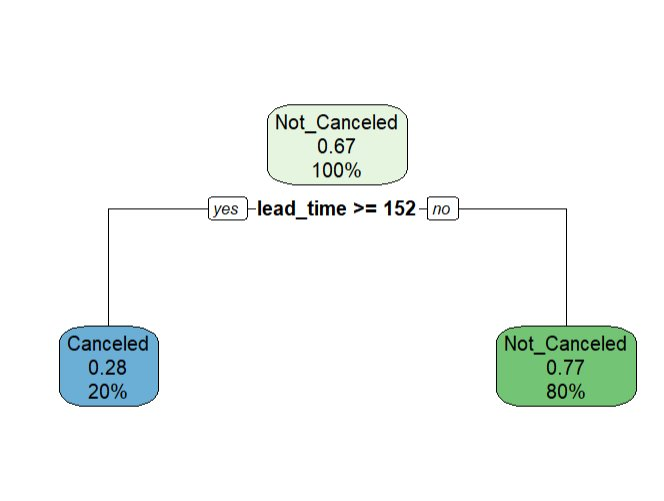 Not_Canceled
0.67
100%
yes lead_time >= 152 no
Canceled
0.28
20%
Not_Canceled
0.77
80%